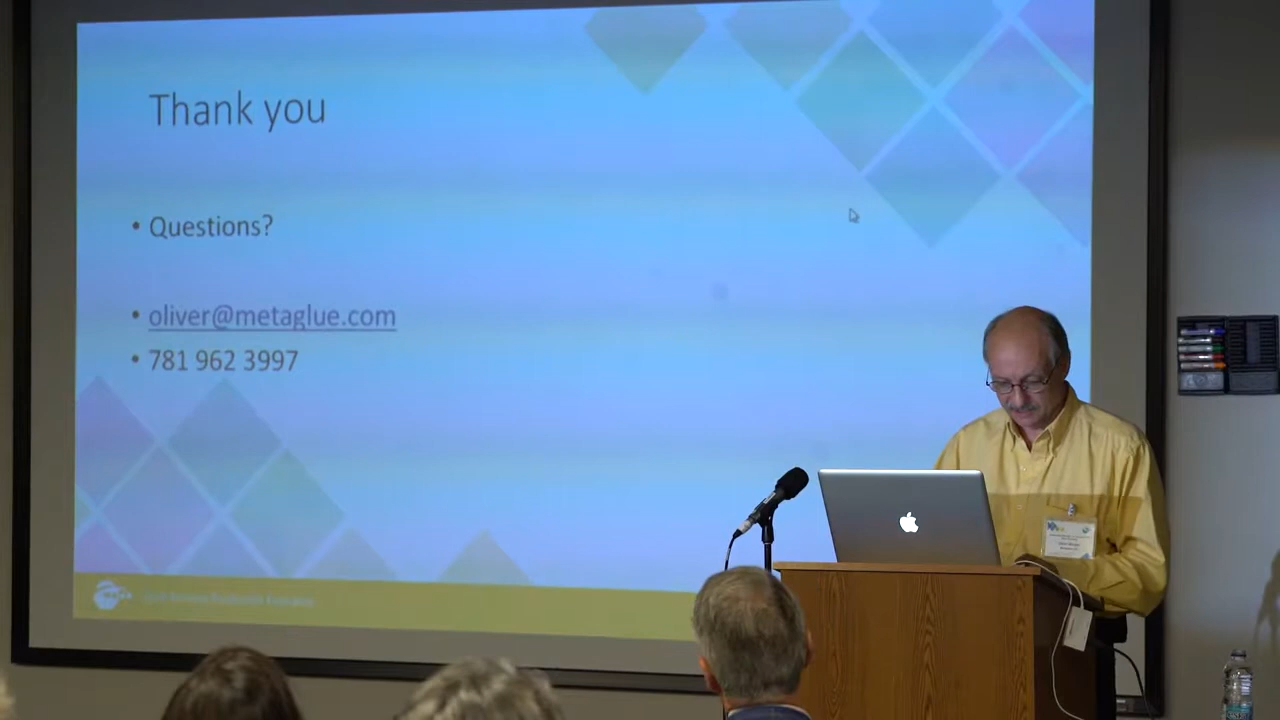 Thank you
• Questions?
• oliver@metaglue.com
• 781 962 3997